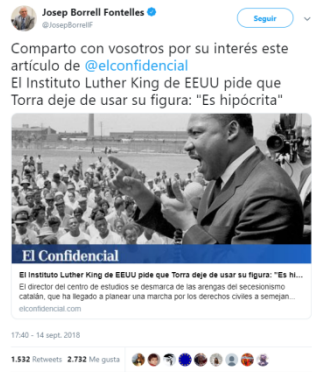 Josep Borrell Fontelles
@JosepBorrellF
Seguir
Comparto con vosotros por su interés este
artículo de @elconfidencial
El Instituto Luther King de EEUU pide que
Torra deje de usar su figura: "Es hipócrita"
El Confidencial
El Instituto Luther King de EEUU pide que Torra deje de usar su figura: "Es hi...
El director del centro de estudios se desmarca de las arengas del secesionismo
catalán, que ha llegado a planear una marcha por los derechos civiles a semejan...
elconfidencial.com
17:40 - 14 sept. 2018
1.532 Retweets 2.732 Me gusta